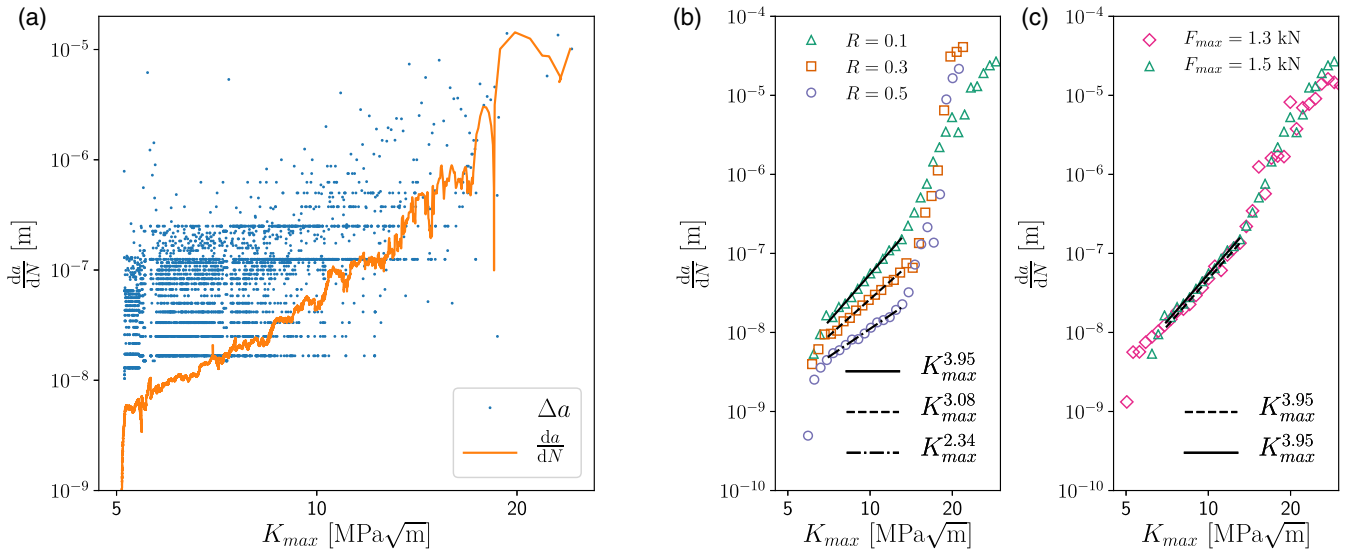 (a)
10⁻⁵
10⁻⁶
10⁻⁷
10⁻⁸
10⁻⁹
da/dN [m]
5 10 20
K_max [MPa√m]
Δa
da/dN
(b)
10⁻⁴
10⁻⁵
10⁻⁶
10⁻⁷
10⁻⁸
10⁻⁹
10⁻¹⁰
da/dN [m]
R = 0.1
R = 0.3
R = 0.5
K_max^3.95
K_max^3.08
K_max^2.34
5 10 20
K_max [MPa√m]
(c)
10⁻⁴
10⁻⁵
10⁻⁶
10⁻⁷
10⁻⁸
10⁻⁹
10⁻¹⁰
da/dN [m]
F_max = 1.3 kN
F_max = 1.5 kN
K_max^3.95
K_max^3.95
5 10 20
K_max [MPa√m]